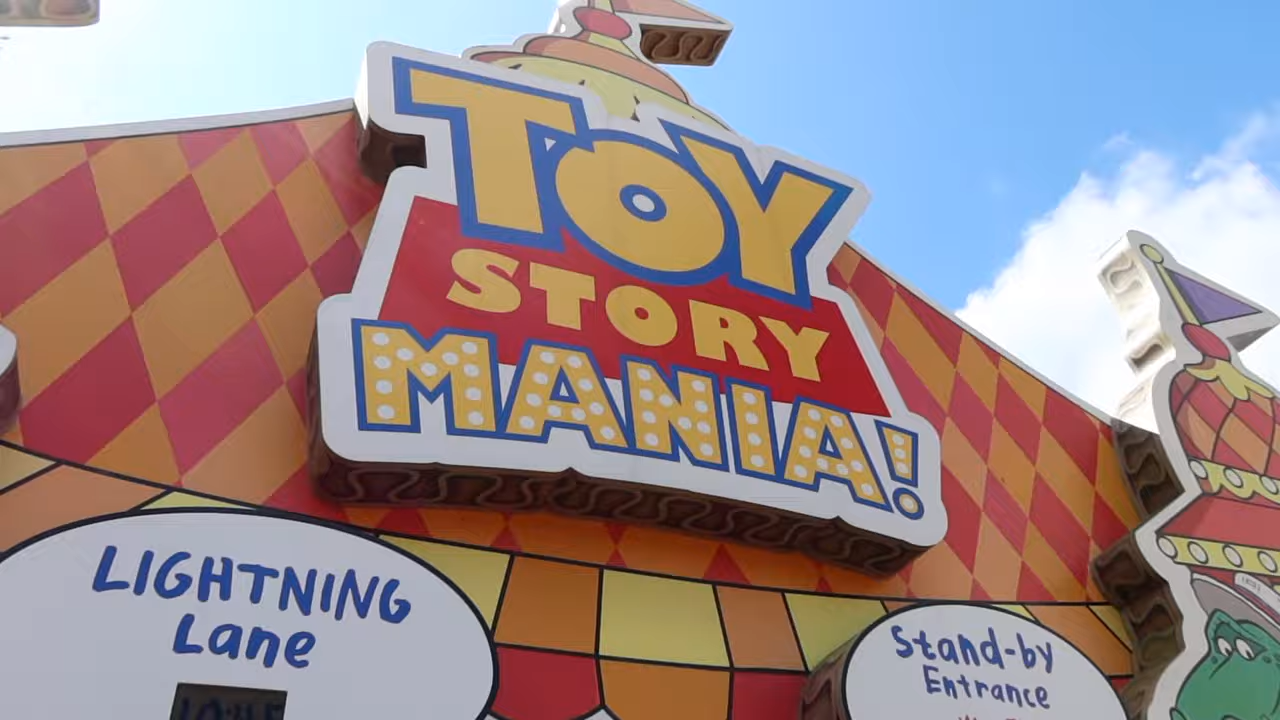 TOY
STORY
MANIA!
LIGHTNING
Lane
Stand-by
Entrance